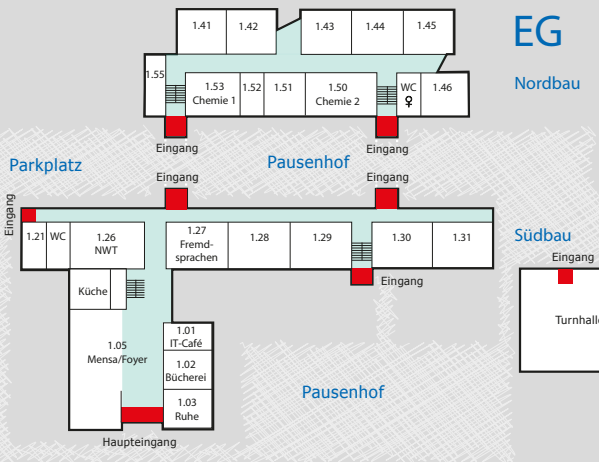 EG
Nordbau
1.41
1.42
1.43
1.44
1.45
1.55
1.53
Chemie 1
1.52
1.51
1.50
Chemie 2
WC
1.46
Eingang
Eingang
Parkplatz
Pausenhof
Eingang
Eingang
Eingang
1.21
WC
1.26
NWT
1.27
Fremd-
sprachen
1.28
1.29
1.30
1.31
Südbau
Eingang
Eingang
Turnhalle
Küche
1.05
Mensa/Foyer
1.01
IT-Café
1.02
Bücherei
1.03
Ruhe
Pausenhof
Haupteingang